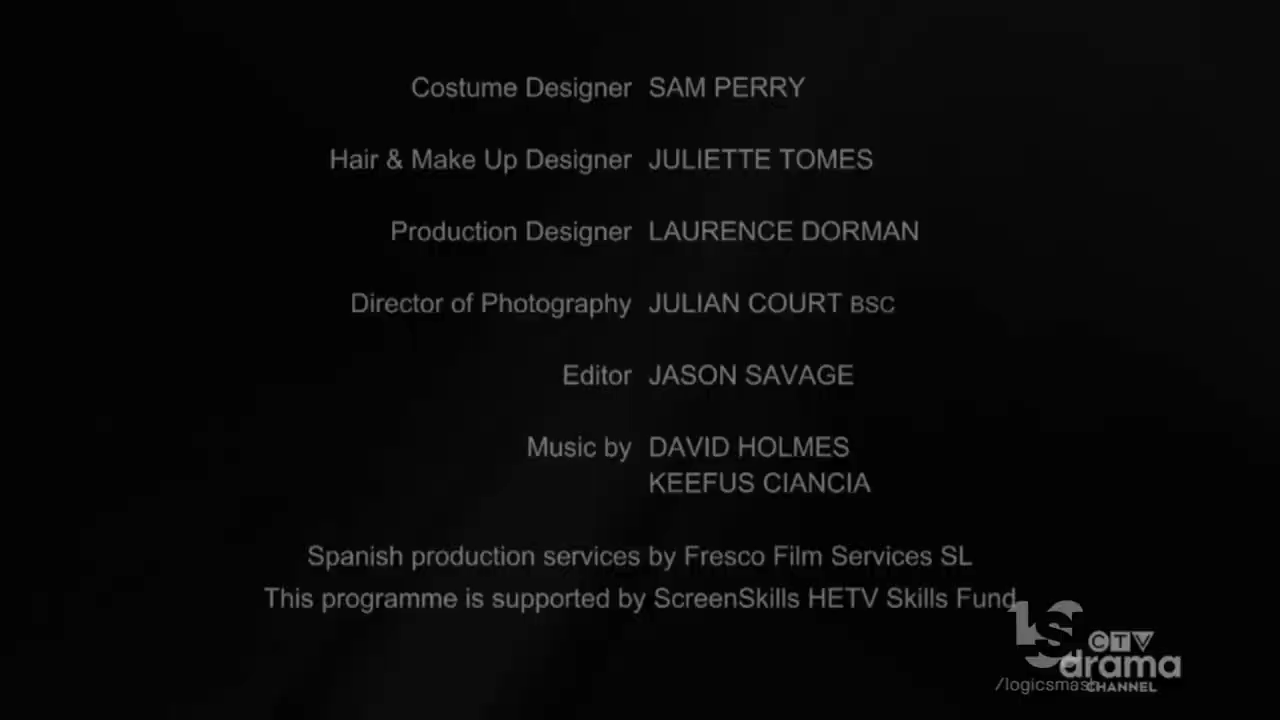 Costume Designer SAM PERRY
Hair & Make Up Designer JULIETTE TOMES
Production Designer LAURENCE DORMAN
Director of Photography JULIAN COURT BSC
Editor JASON SAVAGE
Music by DAVID HOLMES
KEEFUS CIANCIA
Spanish production services by Fresco Film Services SL
This programme is supported by ScreenSkills HETV Skills Fund
LS
CTV
drama
/logicsmash
CHANNEL